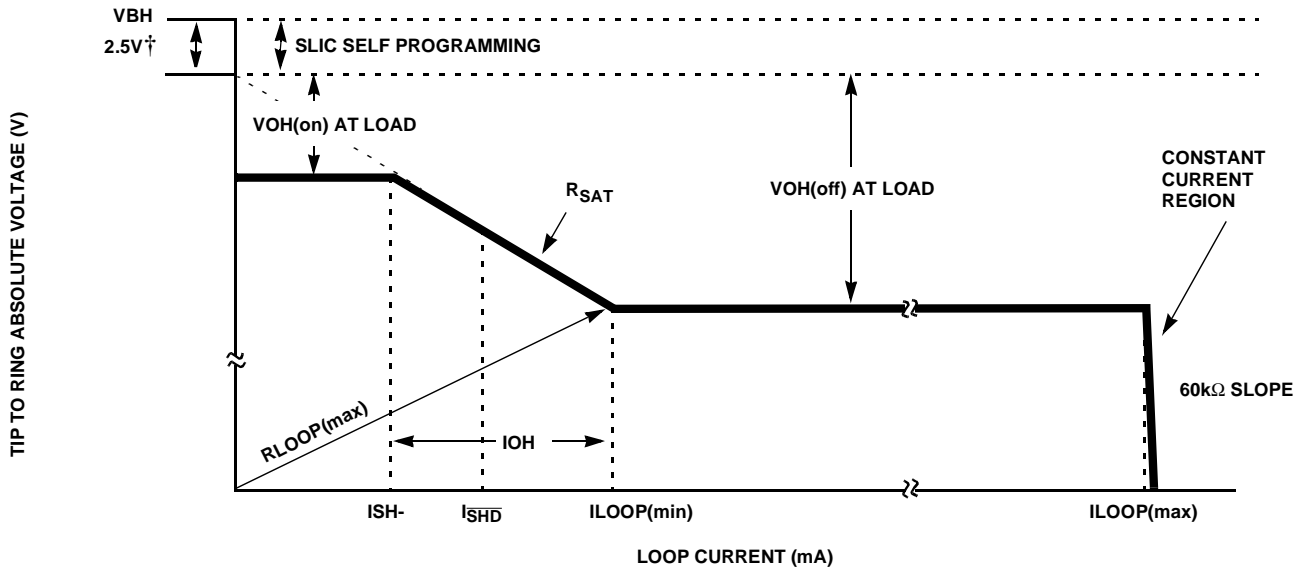 VBH
2.5V†
SLIC SELF PROGRAMMING
VOH(on) AT LOAD
VOH(off) AT LOAD
CONSTANT
CURRENT
REGION
RSAT
TIP TO RING ABSOLUTE VOLTAGE (V)
60kΩ SLOPE
RLOOP(max)
IOH
ISH-
ISHD
ILOOP(min)
ILOOP(max)
LOOP CURRENT (mA)